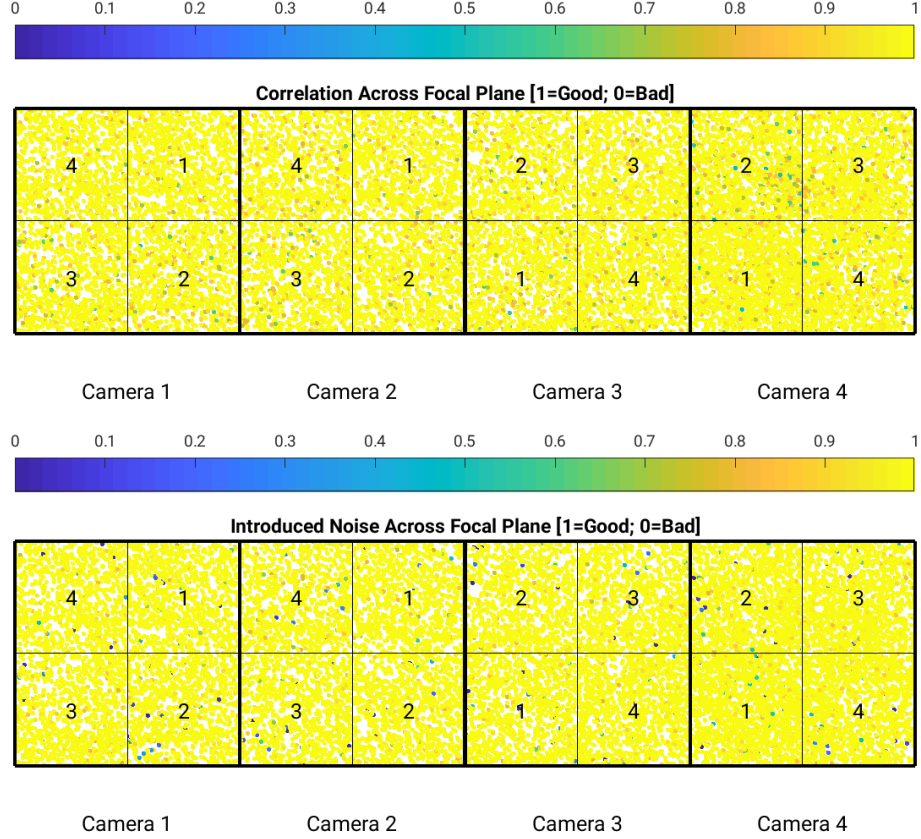 0 0.1 0.2 0.3 0.4 0.5 0.6 0.7 0.8 0.9 1
Correlation Across Focal Plane [1=Good; 0=Bad]
4 1 4 1 2 3 2 3
3 2 3 2 1 4 1 4
Camera 1 Camera 2 Camera 3 Camera 4
0 0.1 0.2 0.3 0.4 0.5 0.6 0.7 0.8 0.9 1
Introduced Noise Across Focal Plane [1=Good; 0=Bad]
4 1 4 1 2 3 2 3
3 2 3 2 1 4 1 4
Camera 1 Camera 2 Camera 3 Camera 4